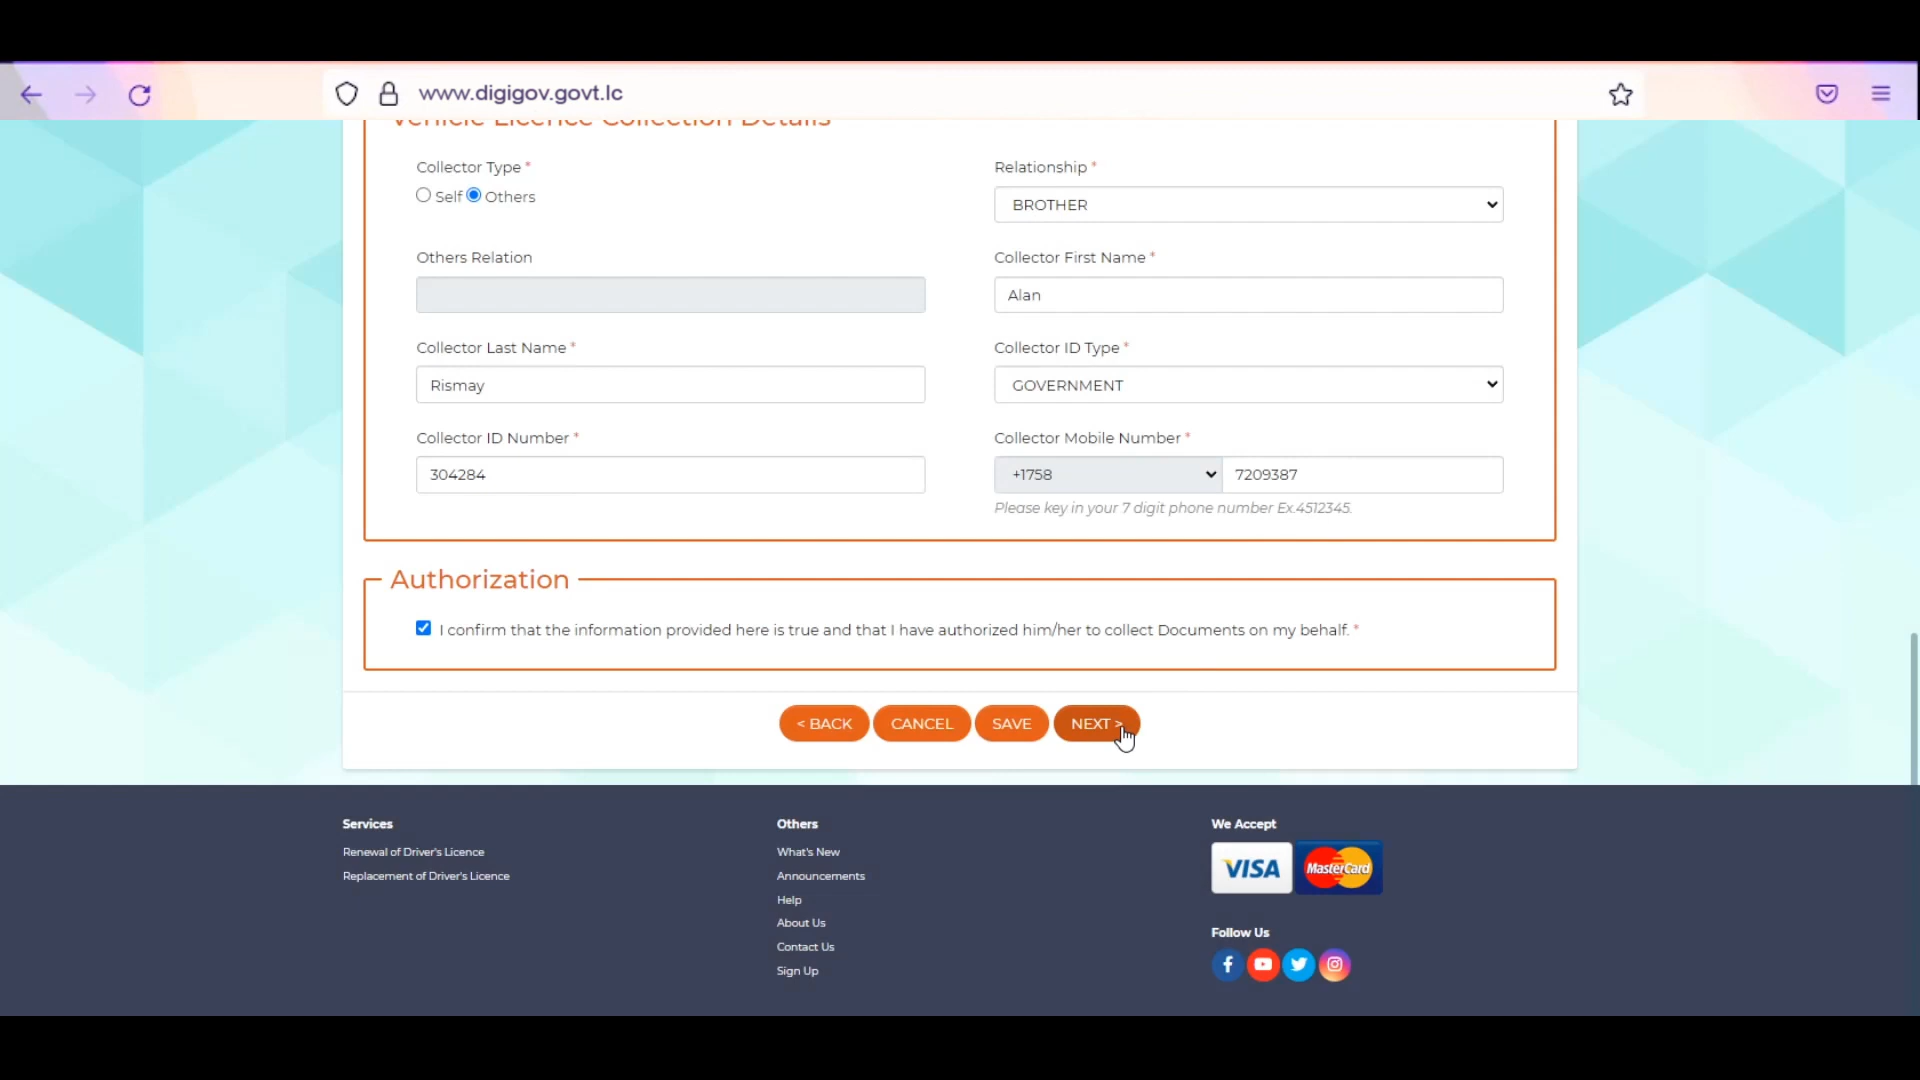 www.digigov.govt.lc
Vehicle Licence Collection Details
Collector Type *
Self Others
Relationship *
BROTHER
Others Relation
Collector First Name *
Alan
Collector Last Name *
Rismay
Collector ID Type *
GOVERNMENT
Collector ID Number *
304284
Collector Mobile Number *
+1758 7209387
Please key in your 7 digit phone number Ex.4512345.
Authorization
I confirm that the information provided here is true and that I have authorized him/her to collect Documents on my behalf. *
< BACK CANCEL SAVE NEXT >
Services
Renewal of Driver's Licence
Replacement of Driver's Licence
Others
What's New
Announcements
Help
About Us
Contact Us
Sign Up
We Accept
VISA MasterCard
Follow Us